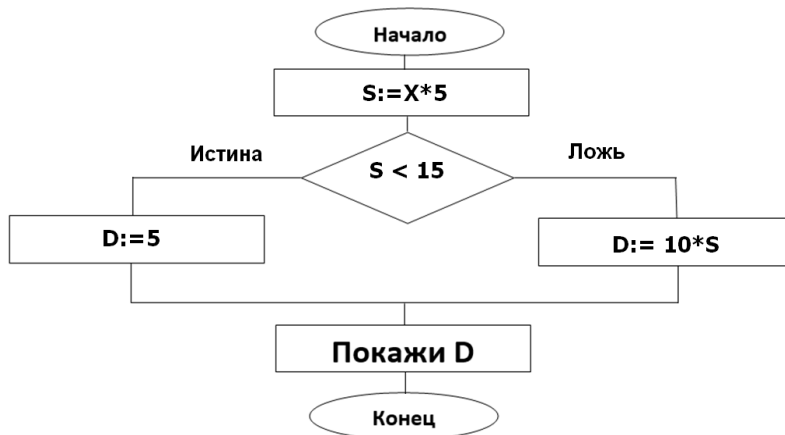 Начало
S:=X*5
Истина
S < 15
Ложь
D:=5
D:= 10*S
Покажи D
Конец